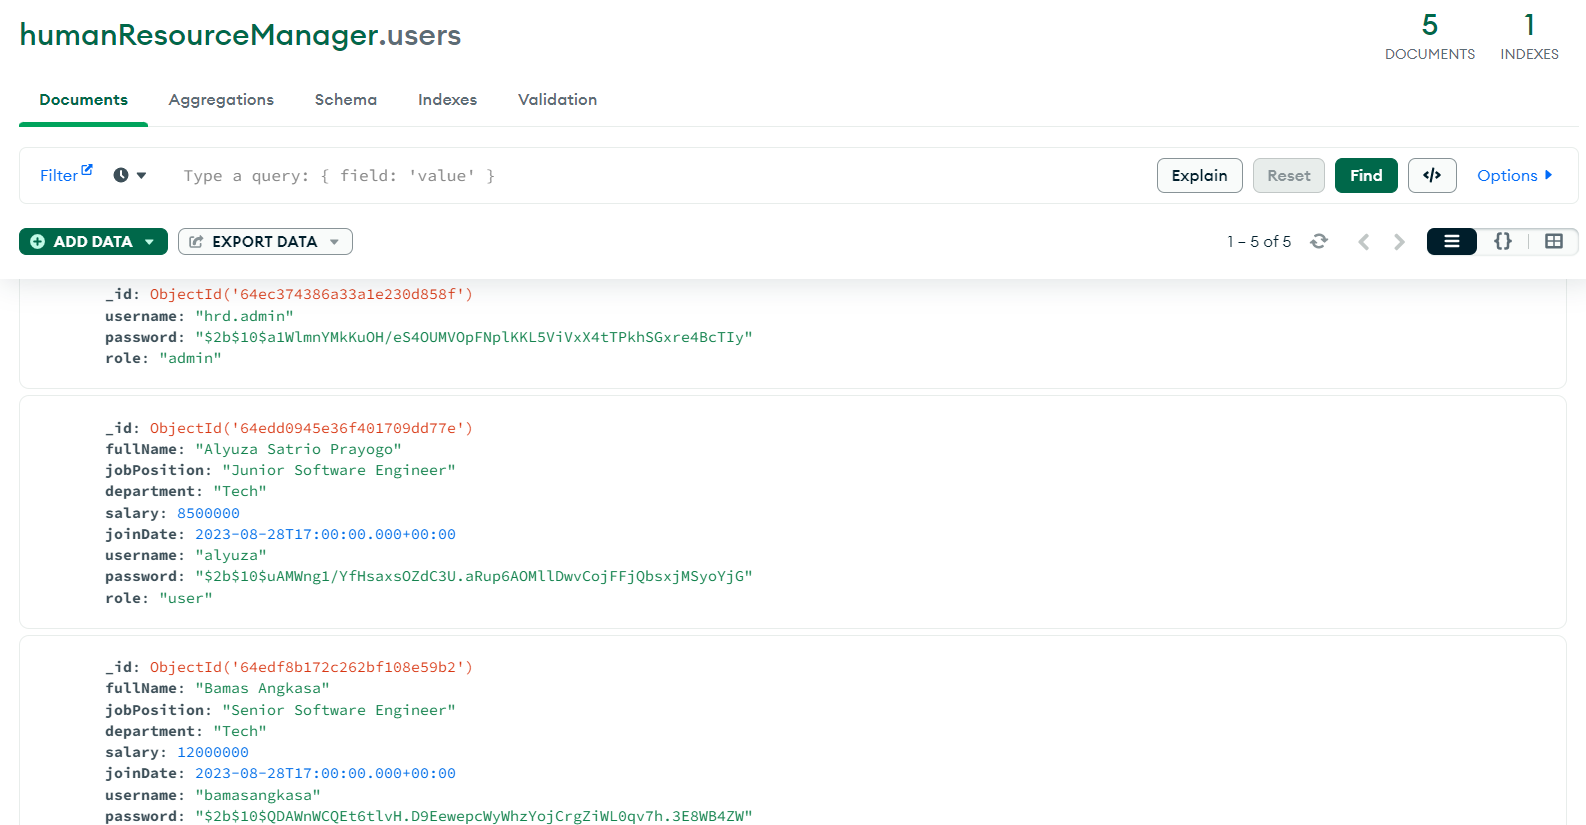 humanResourceManager.users
5
DOCUMENTS
1
INDEXES
Documents Aggregations Schema Indexes Validation
Filter Type a query: { field: 'value' } Explain Reset Find </> Options
ADD DATA EXPORT DATA 1 – 5 of 5 {}
_id: ObjectId('64ec374386a33a1e230d858f')
username: "hrd.admin"
password: "$2b$10$a1WlmnYMkKuOH/eS4OUMVOpFNplKKL5ViVxX4tTPkhSGxre4BcTIy"
role: "admin"
_id: ObjectId('64edd0945e36f401709dd77e')
fullName: "Alyuza Satrio Prayogo"
jobPosition: "Junior Software Engineer"
department: "Tech"
salary: 8500000
joinDate: 2023-08-28T17:00:00.000+00:00
username: "alyuza"
password: "$2b$10$uAMWng1/YfHsaxsOZdC3U.aRup6AOMllDwvCojFFjQbsxjMSyoYjG"
role: "user"
_id: ObjectId('64edf8b172c262bf108e59b2')
fullName: "Bamas Angkasa"
jobPosition: "Senior Software Engineer"
department: "Tech"
salary: 12000000
joinDate: 2023-08-28T17:00:00.000+00:00
username: "bamasangkasa"
password: "$2b$10$QDAWnWCQEt6tlvH.D9EewepcWyWhzYojCrgZiWL0qv7h.3E8WB4ZW"